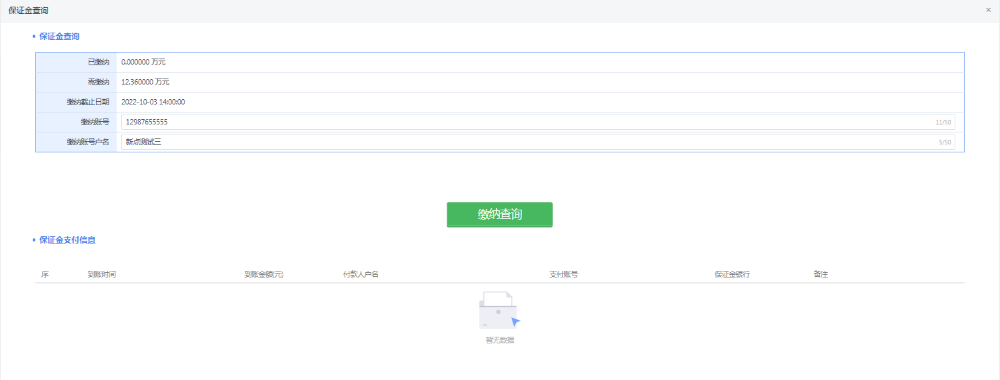 保证金查询 ×
保证金查询
已缴纳 0.000000 万元
需缴纳 12.360000 万元
缴纳截止日期 2022-10-03 14:00:00
缴纳账号 12987655555 11/50
缴纳账号户名 新点测试三 5/50
缴纳查询
保证金支付信息
序 到账时间 到账金额(元) 付款人户名 支付账号 保证金银行 备注
暂无数据